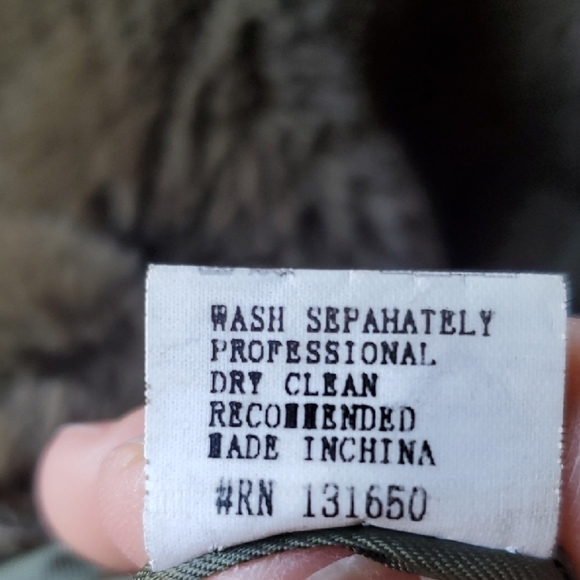 WASH SEPAHATELY
PROFESSIONAL
DRY CLEAN
RECOMMENDED
MADE INCHINA
#RN 131650